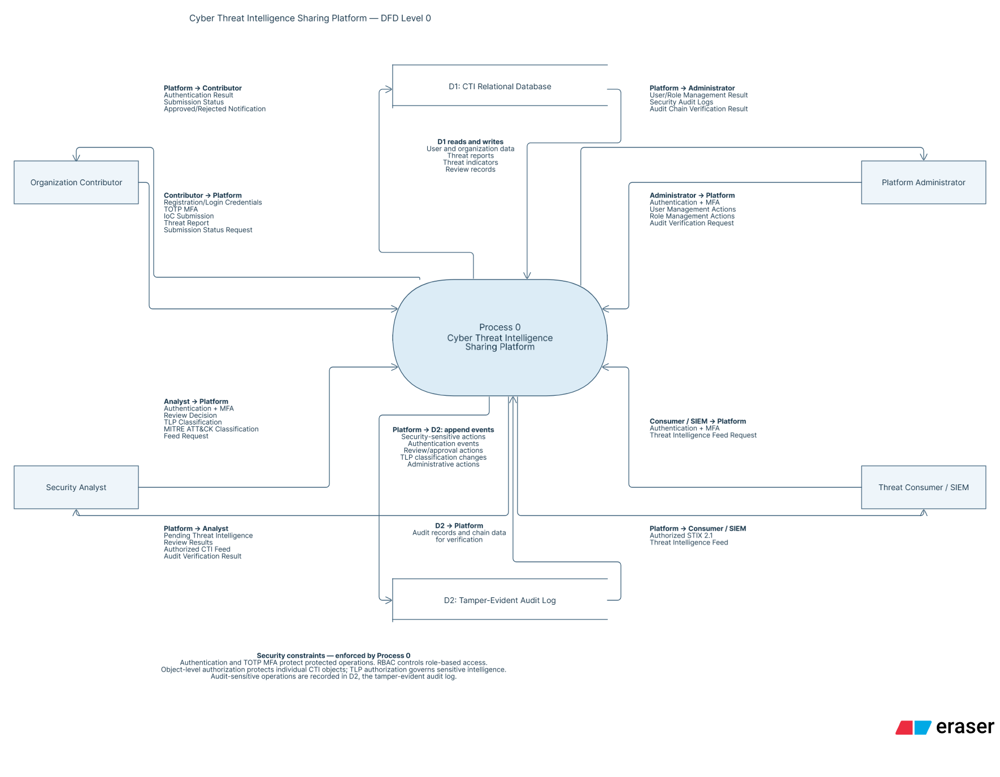 Cyber Threat Intelligence Sharing Platform — DFD Level 0
D1: CTI Relational Database
Platform → Contributor
Authentication Result
Submission Status
Approved/Rejected Notification
Platform → Administrator
User/Role Management Result
Security Audit Logs
Audit Chain Verification Result
D1 reads and writes
User and organization data
Threat reports
Threat indicators
Review records
Organization Contributor
Platform Administrator
Contributor → Platform
Registration/Login Credentials
TOTP MFA
IoC Submission
Threat Report
Submission Status Request
Administrator → Platform
Authentication + MFA
User Management Actions
Role Management Actions
Audit Verification Request
Process 0
Cyber Threat Intelligence
Sharing Platform
Analyst → Platform
Authentication + MFA
Review Decision
TLP Classification
MITRE ATT&CK Classification
Feed Request
Platform → D2: append events
Security-sensitive actions
Authentication events
Review/approval actions
TLP classification changes
Administrative actions
Consumer / SIEM → Platform
Authentication + MFA
Threat Intelligence Feed Request
Security Analyst
Threat Consumer / SIEM
Platform → Analyst
Pending Threat Intelligence
Review Results
Authorized CTI Feed
Audit Verification Result
D2 → Platform
Audit records and chain data
for verification
Platform → Consumer / SIEM
Authorized STIX 2.1
Threat Intelligence Feed
D2: Tamper-Evident Audit Log
Security constraints — enforced by Process 0
Authentication and TOTP MFA protect protected operations. RBAC controls role-based access.
Object-level authorization protects individual CTI objects; TLP authorization governs sensitive intelligence.
Audit-sensitive operations are recorded in D2, the tamper-evident audit log.
eraser